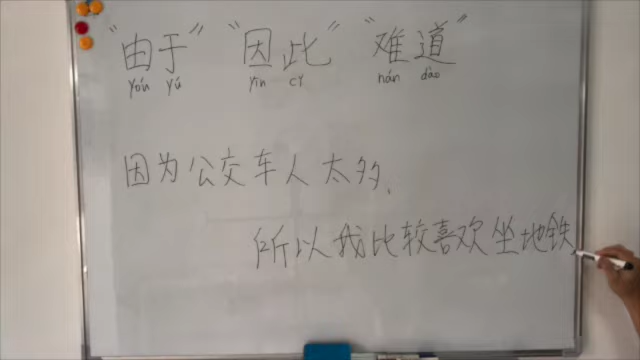 "由于" "因此" "难道"
yóu yú yīn cǐ nán dào
因为公交车人太多,
所以我比较喜欢坐地铁